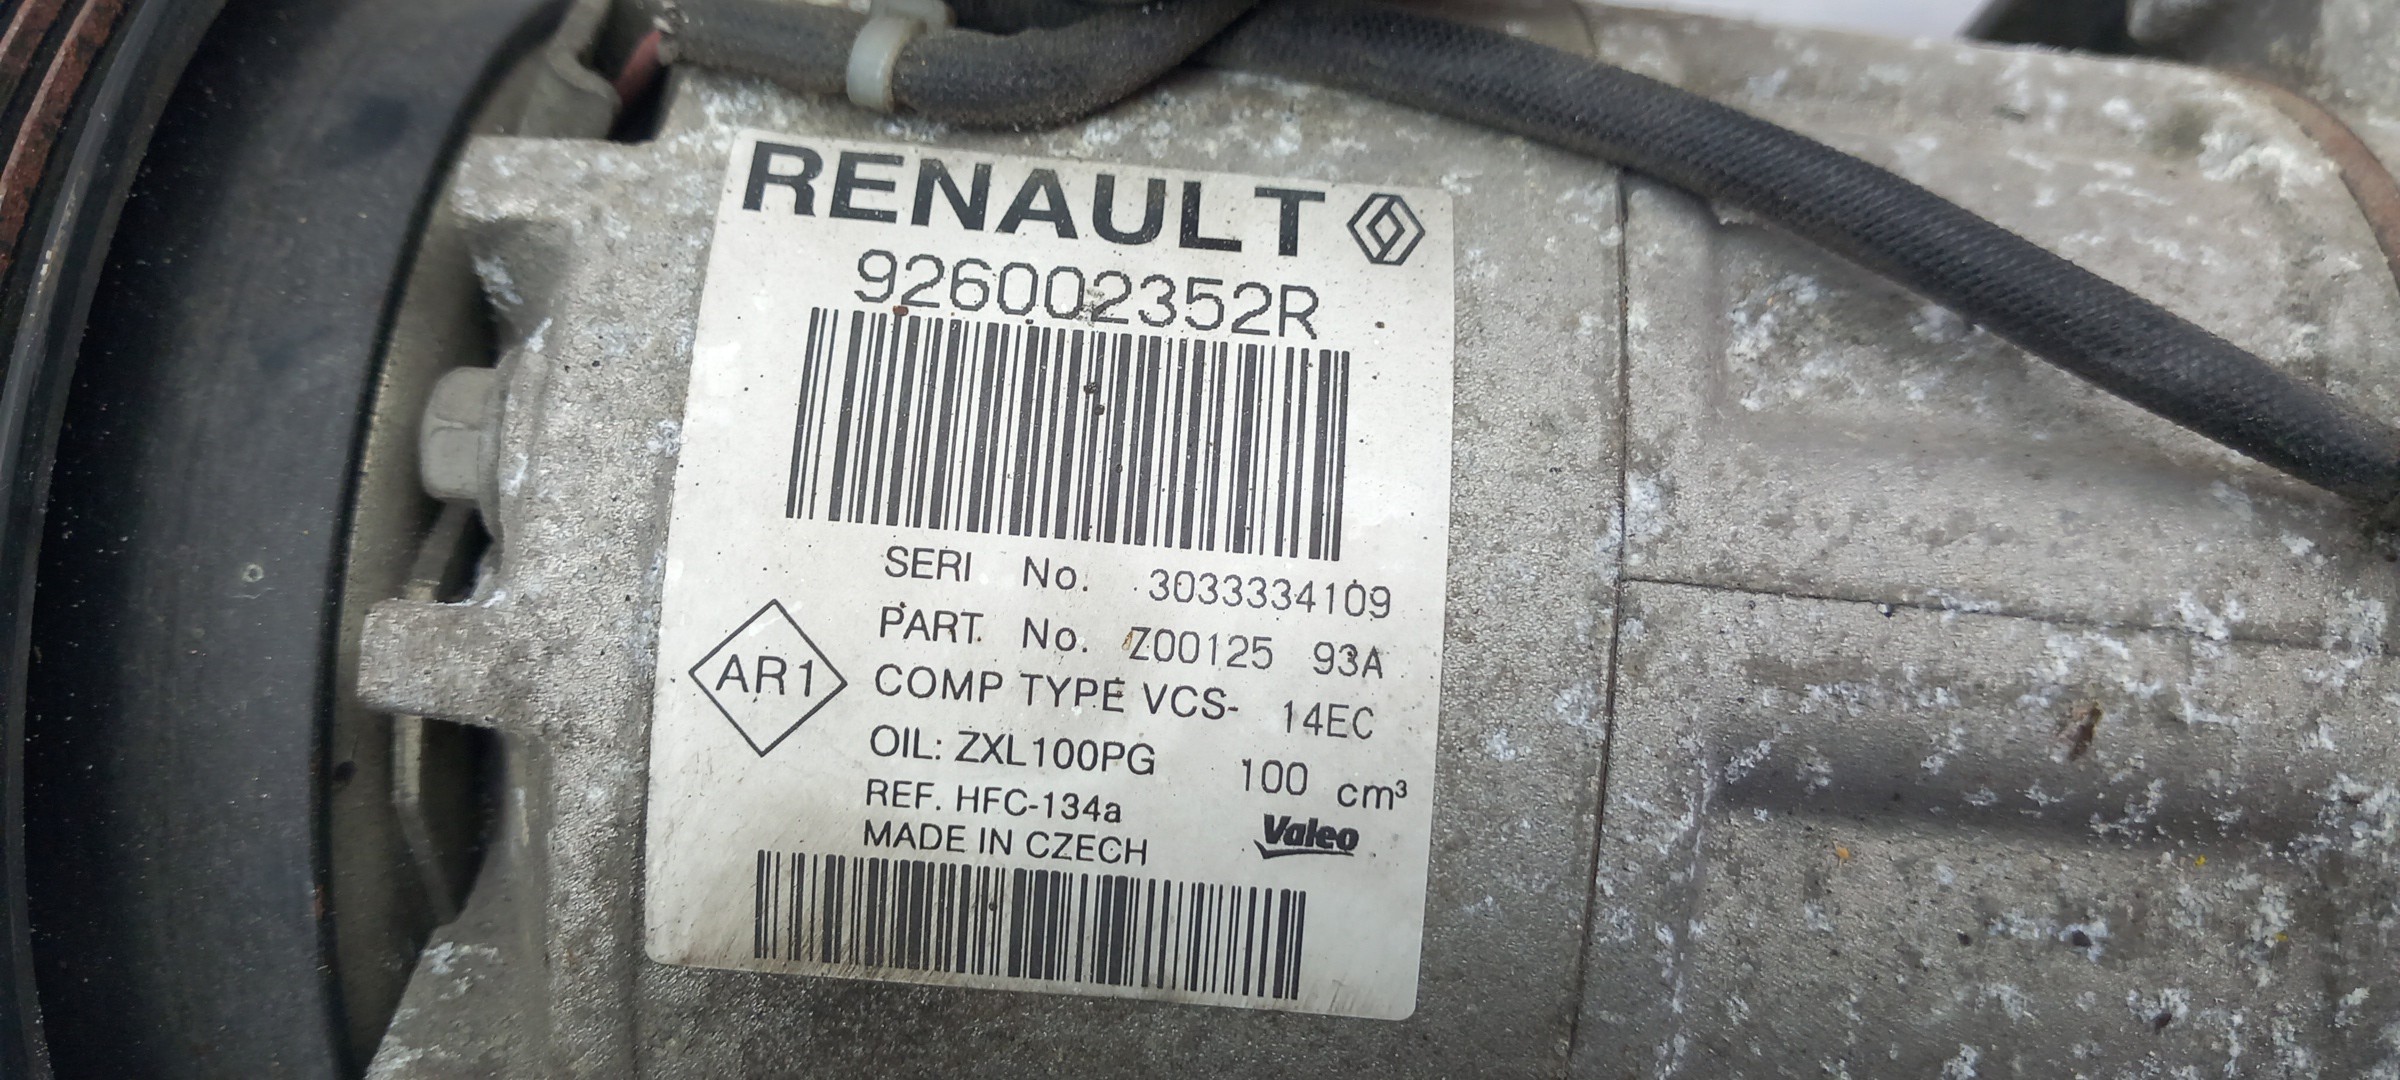 RENAULT
926002352R
SERI No. 3033334109
PART. No. Z00125 93A
AR1
COMP TYPE VCS- 14EC
OIL: ZXL100PG 100 cm³
REF. HFC-134a
MADE IN CZECH
Valeo